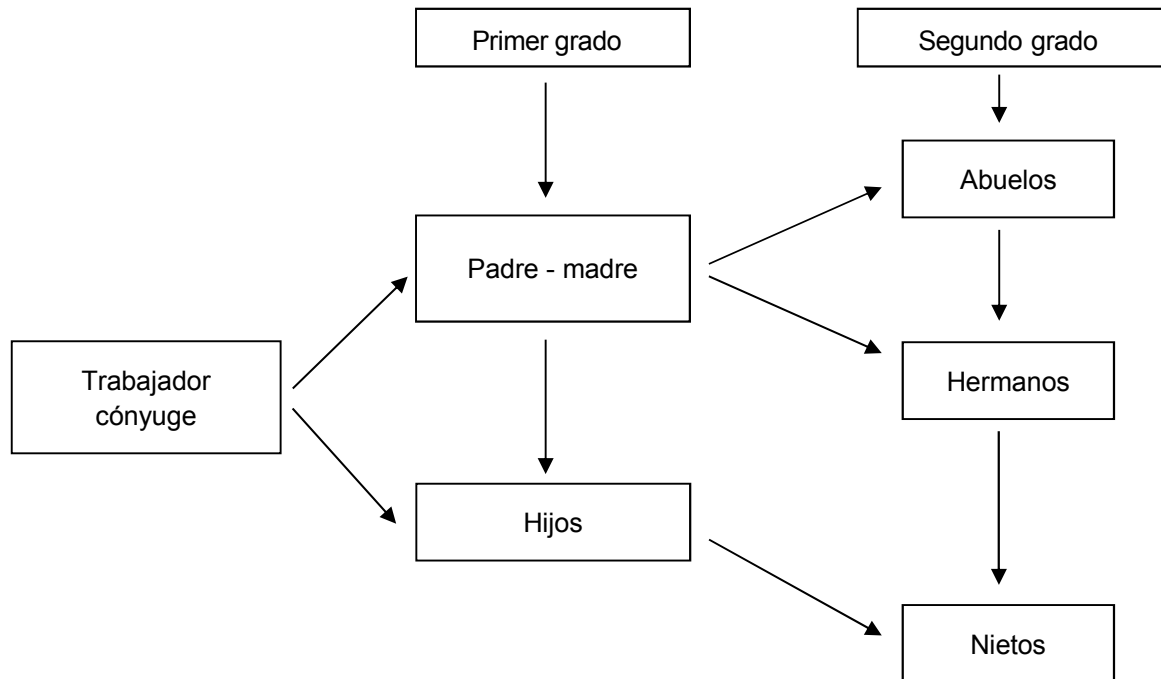 Primer grado
Segundo grado
Abuelos
Padre - madre
Trabajador
cónyuge
Hermanos
Hijos
Nietos